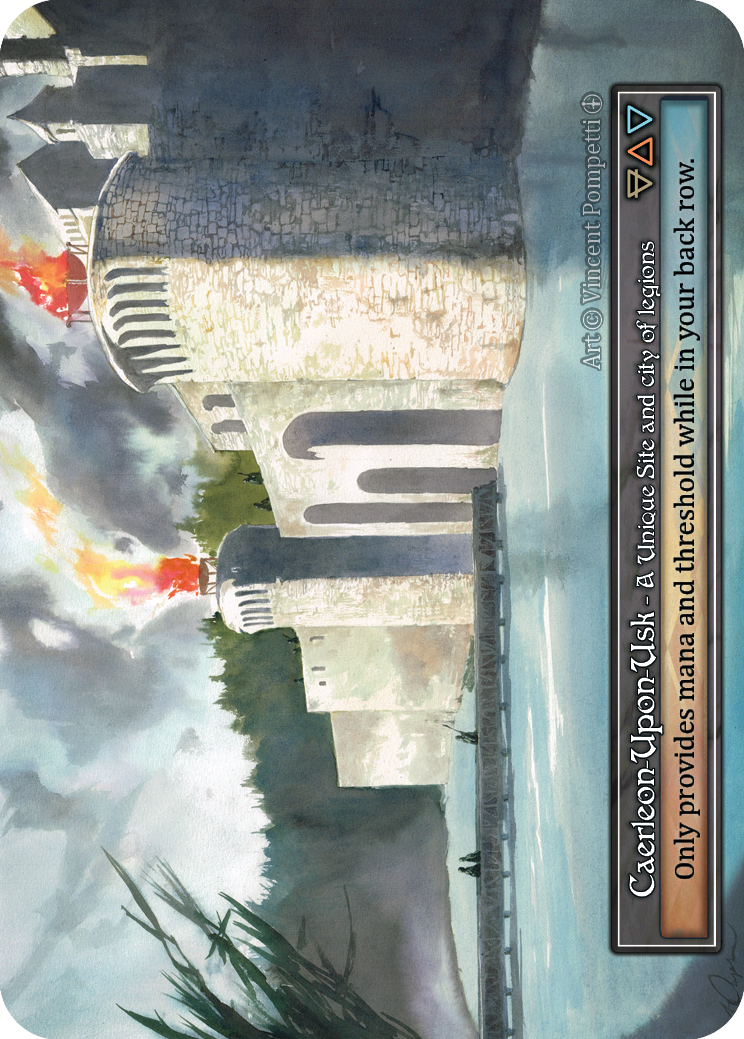 Art © Vincent Pompetti
Caerleon-Upon-Usk - A Unique Site and city of legions
Only provides mana and threshold while in your back row.